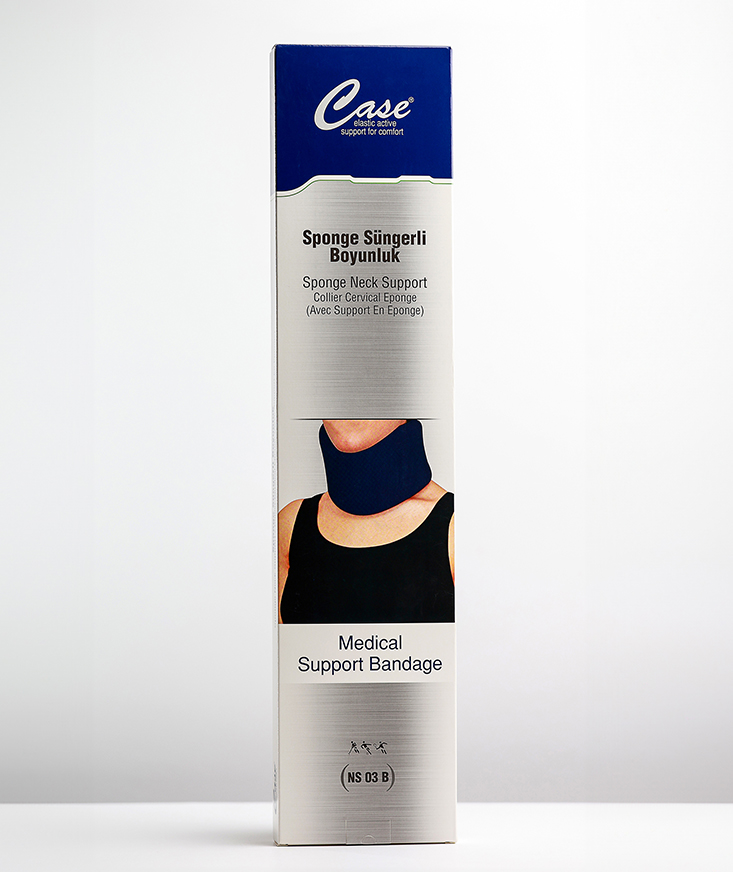 Case®
elastic active
support for comfort
Sponge Süngerli
Boyunluk
Sponge Neck Support
Collier Cervical Eponge
(Avec Support En Eponge)
Medical
Support Bandage
(NS 03 B)